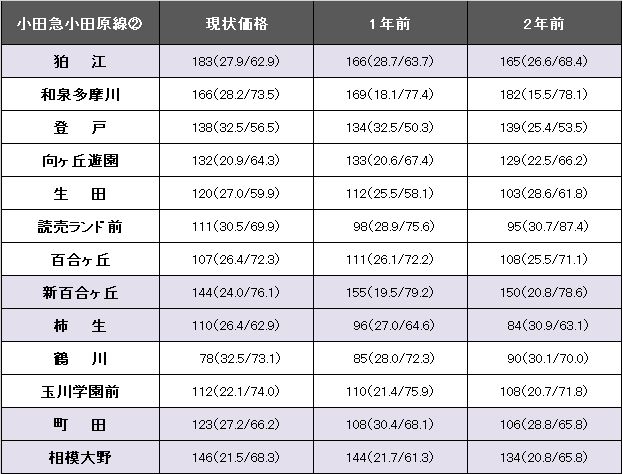 小田急小田原線② 現状価格 1年前 2年前
狛 江 183(27.9/62.9) 166(28.7/63.7) 165(26.6/68.4)
和泉多摩川 166(28.2/73.5) 169(18.1/77.4) 182(15.5/78.1)
登 戸 138(32.5/56.5) 134(32.5/50.3) 139(25.4/53.5)
向ヶ丘遊園 132(20.9/64.3) 133(20.6/67.4) 129(22.5/66.2)
生 田 120(27.0/59.9) 112(25.5/58.1) 103(28.6/61.8)
読売ランド前 111(30.5/69.9) 98(28.9/75.6) 95(30.7/87.4)
百合ヶ丘 107(26.4/72.3) 111(26.1/72.2) 108(25.5/71.1)
新百合ヶ丘 144(24.0/76.1) 155(19.5/79.2) 150(20.8/78.6)
柿 生 110(26.4/62.9) 96(27.0/64.6) 84(30.9/63.1)
鶴 川 78(32.5/73.1) 85(28.0/72.3) 90(30.1/70.0)
玉川学園前 112(22.1/74.0) 110(21.4/75.9) 108(20.7/71.8)
町 田 123(27.2/66.2) 108(30.4/68.1) 106(28.8/65.8)
相模大野 146(21.5/68.3) 144(21.7/61.3) 134(20.8/65.8)